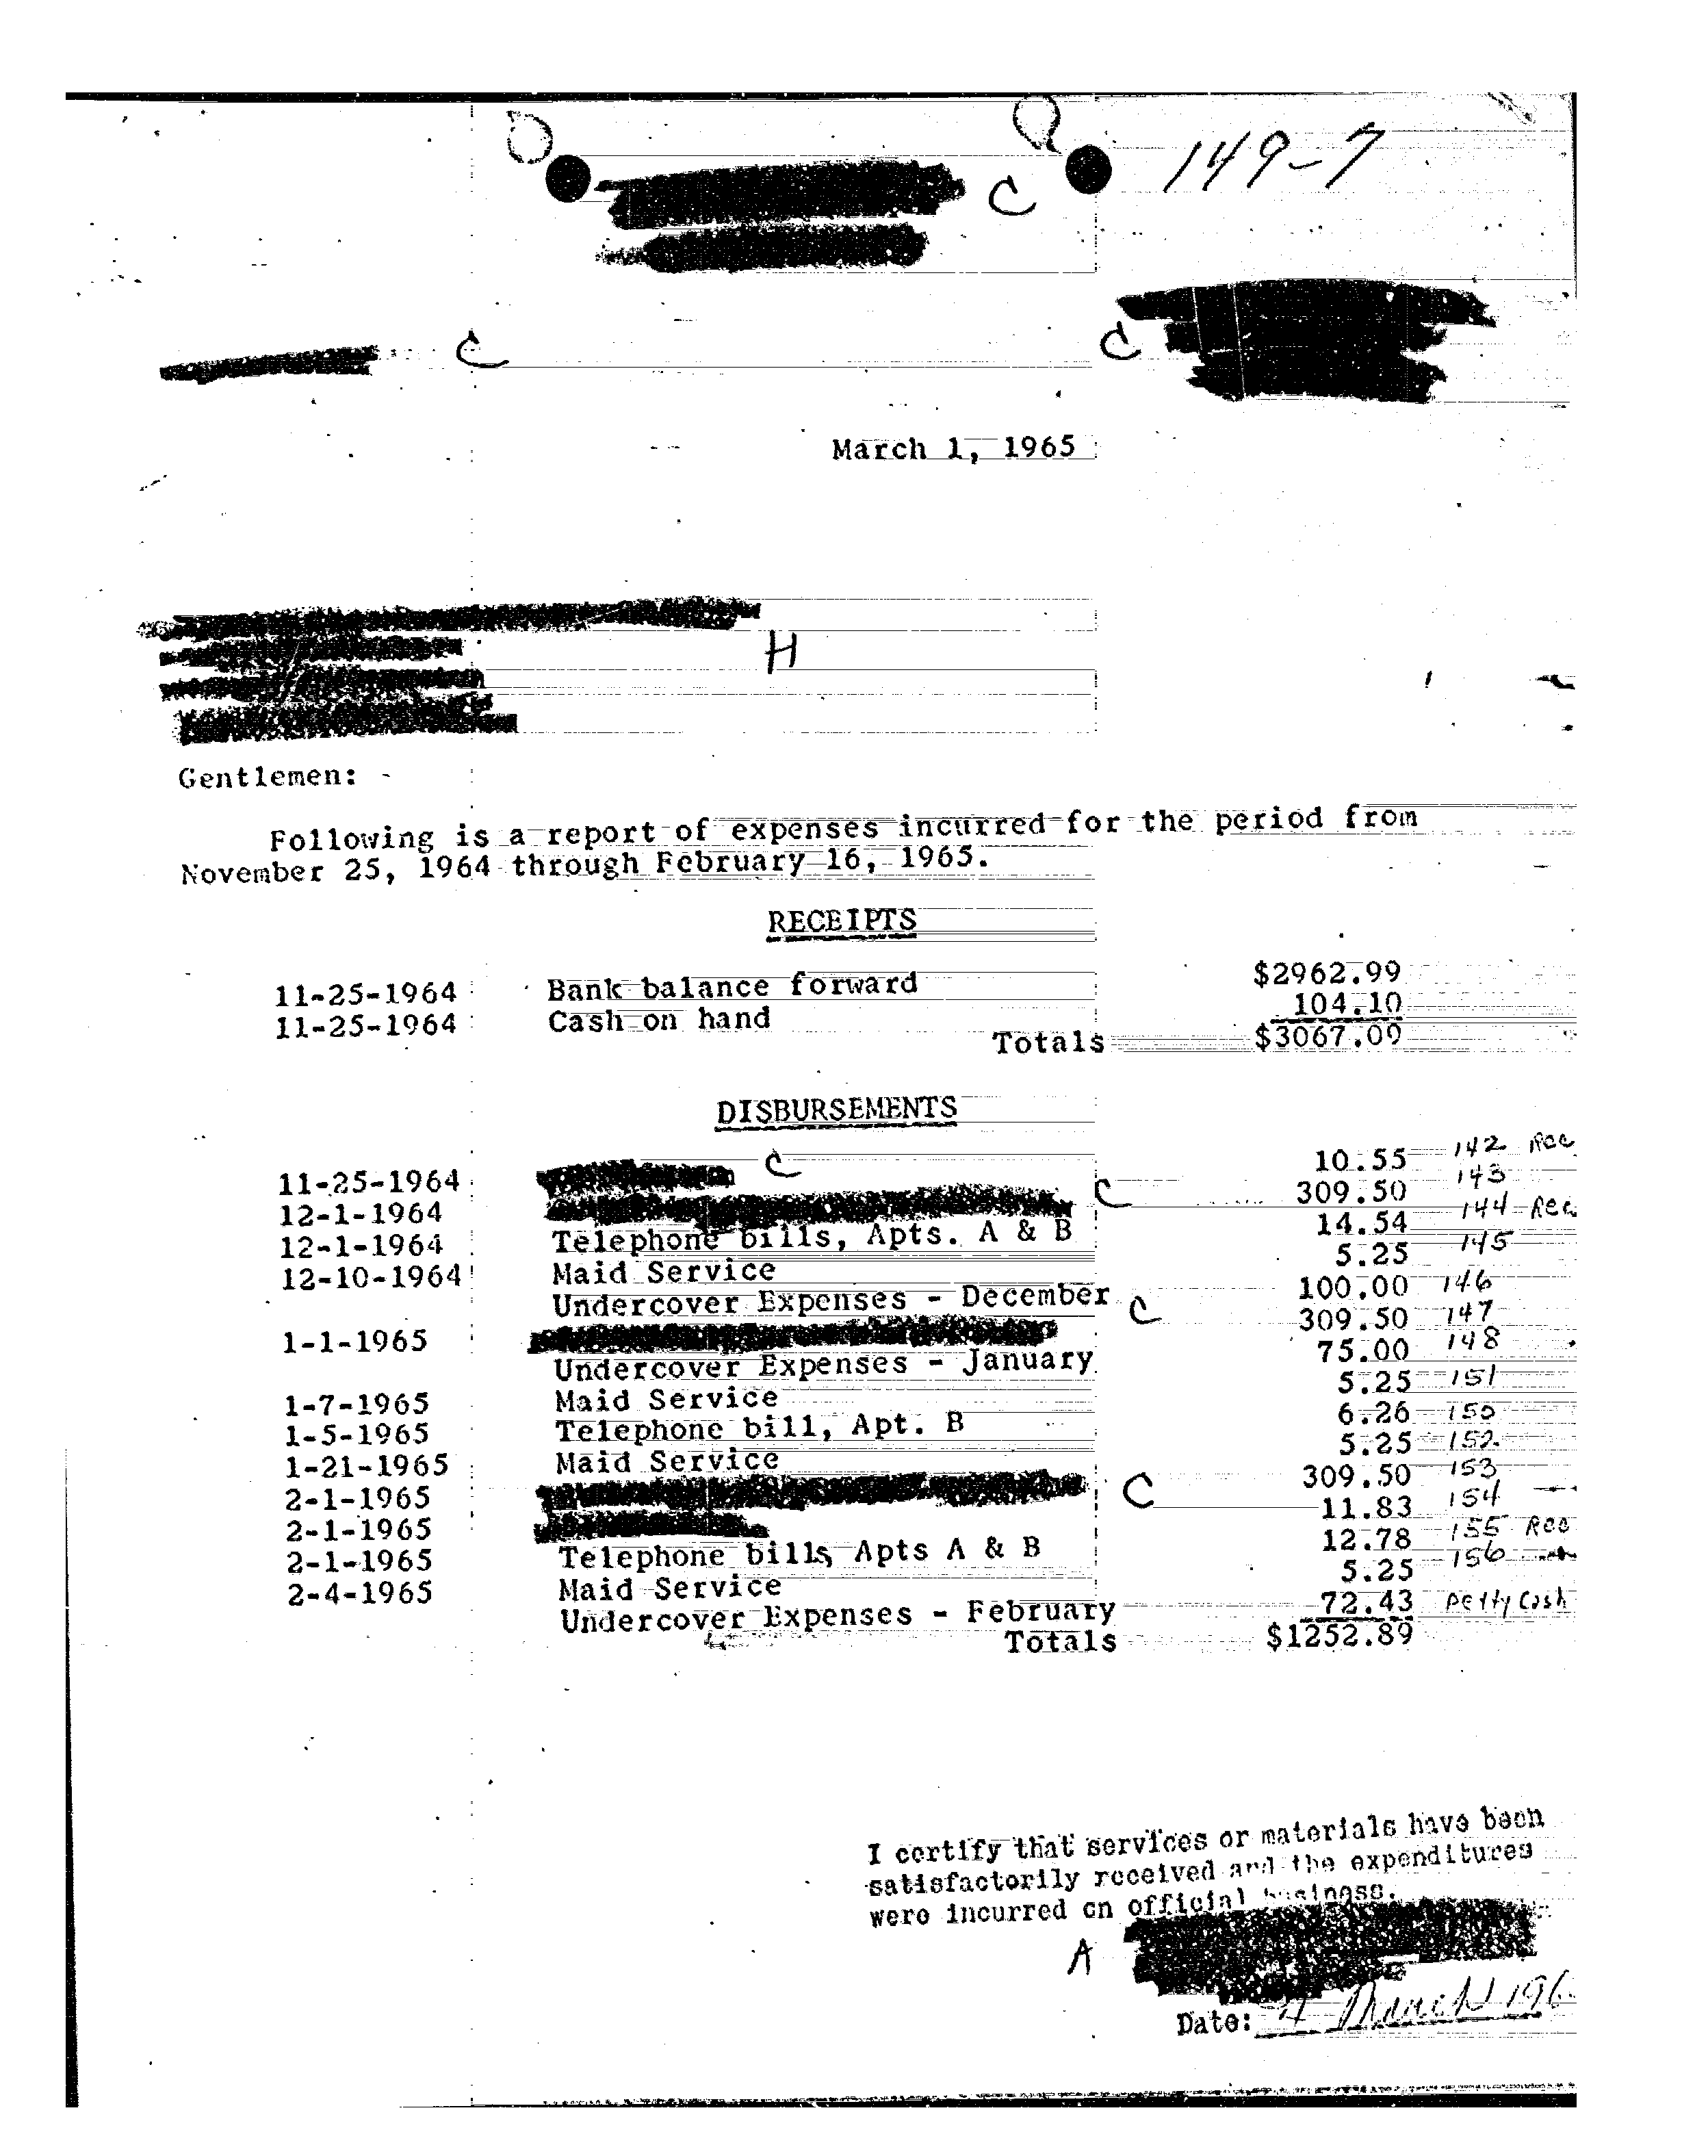 149-7
C
C
C
March 1, 1965
H
Gentlemen:
Following is a report of expenses incurred for the period from
November 25, 1964 through February 16, 1965.
RECEIPTS
11-25-1964 Bank balance forward $2962.99
11-25-1964 Cash on hand 104.10
Totals $3067.09
DISBURSEMENTS
11-25-1964 C 10.55 142 Rec
12-1-1964 C 309.50 143
12-1-1964 Telephone bills, Apts. A & B 14.54 144 Rec
12-10-1964 Maid Service 5.25 145
Undercover Expenses - December 100.00 146
1-1-1965 C 309.50 147
Undercover Expenses - January 75.00 148
1-7-1965 Maid Service 5.25 151
1-5-1965 Telephone bill, Apt. B 6.26 150
1-21-1965 Maid Service 5.25 152
2-1-1965 C 309.50 153
2-1-1965 11.83 154
2-1-1965 Telephone bills, Apts A & B 12.78 155 Rec
2-4-1965 Maid Service 5.25 156
Undercover Expenses - February 72.43 Petty Cash
Totals $1252.89
I certify that services or materials have been
satisfactorily received and the expenditures
were incurred on official business.
A
Date: 4 March 196